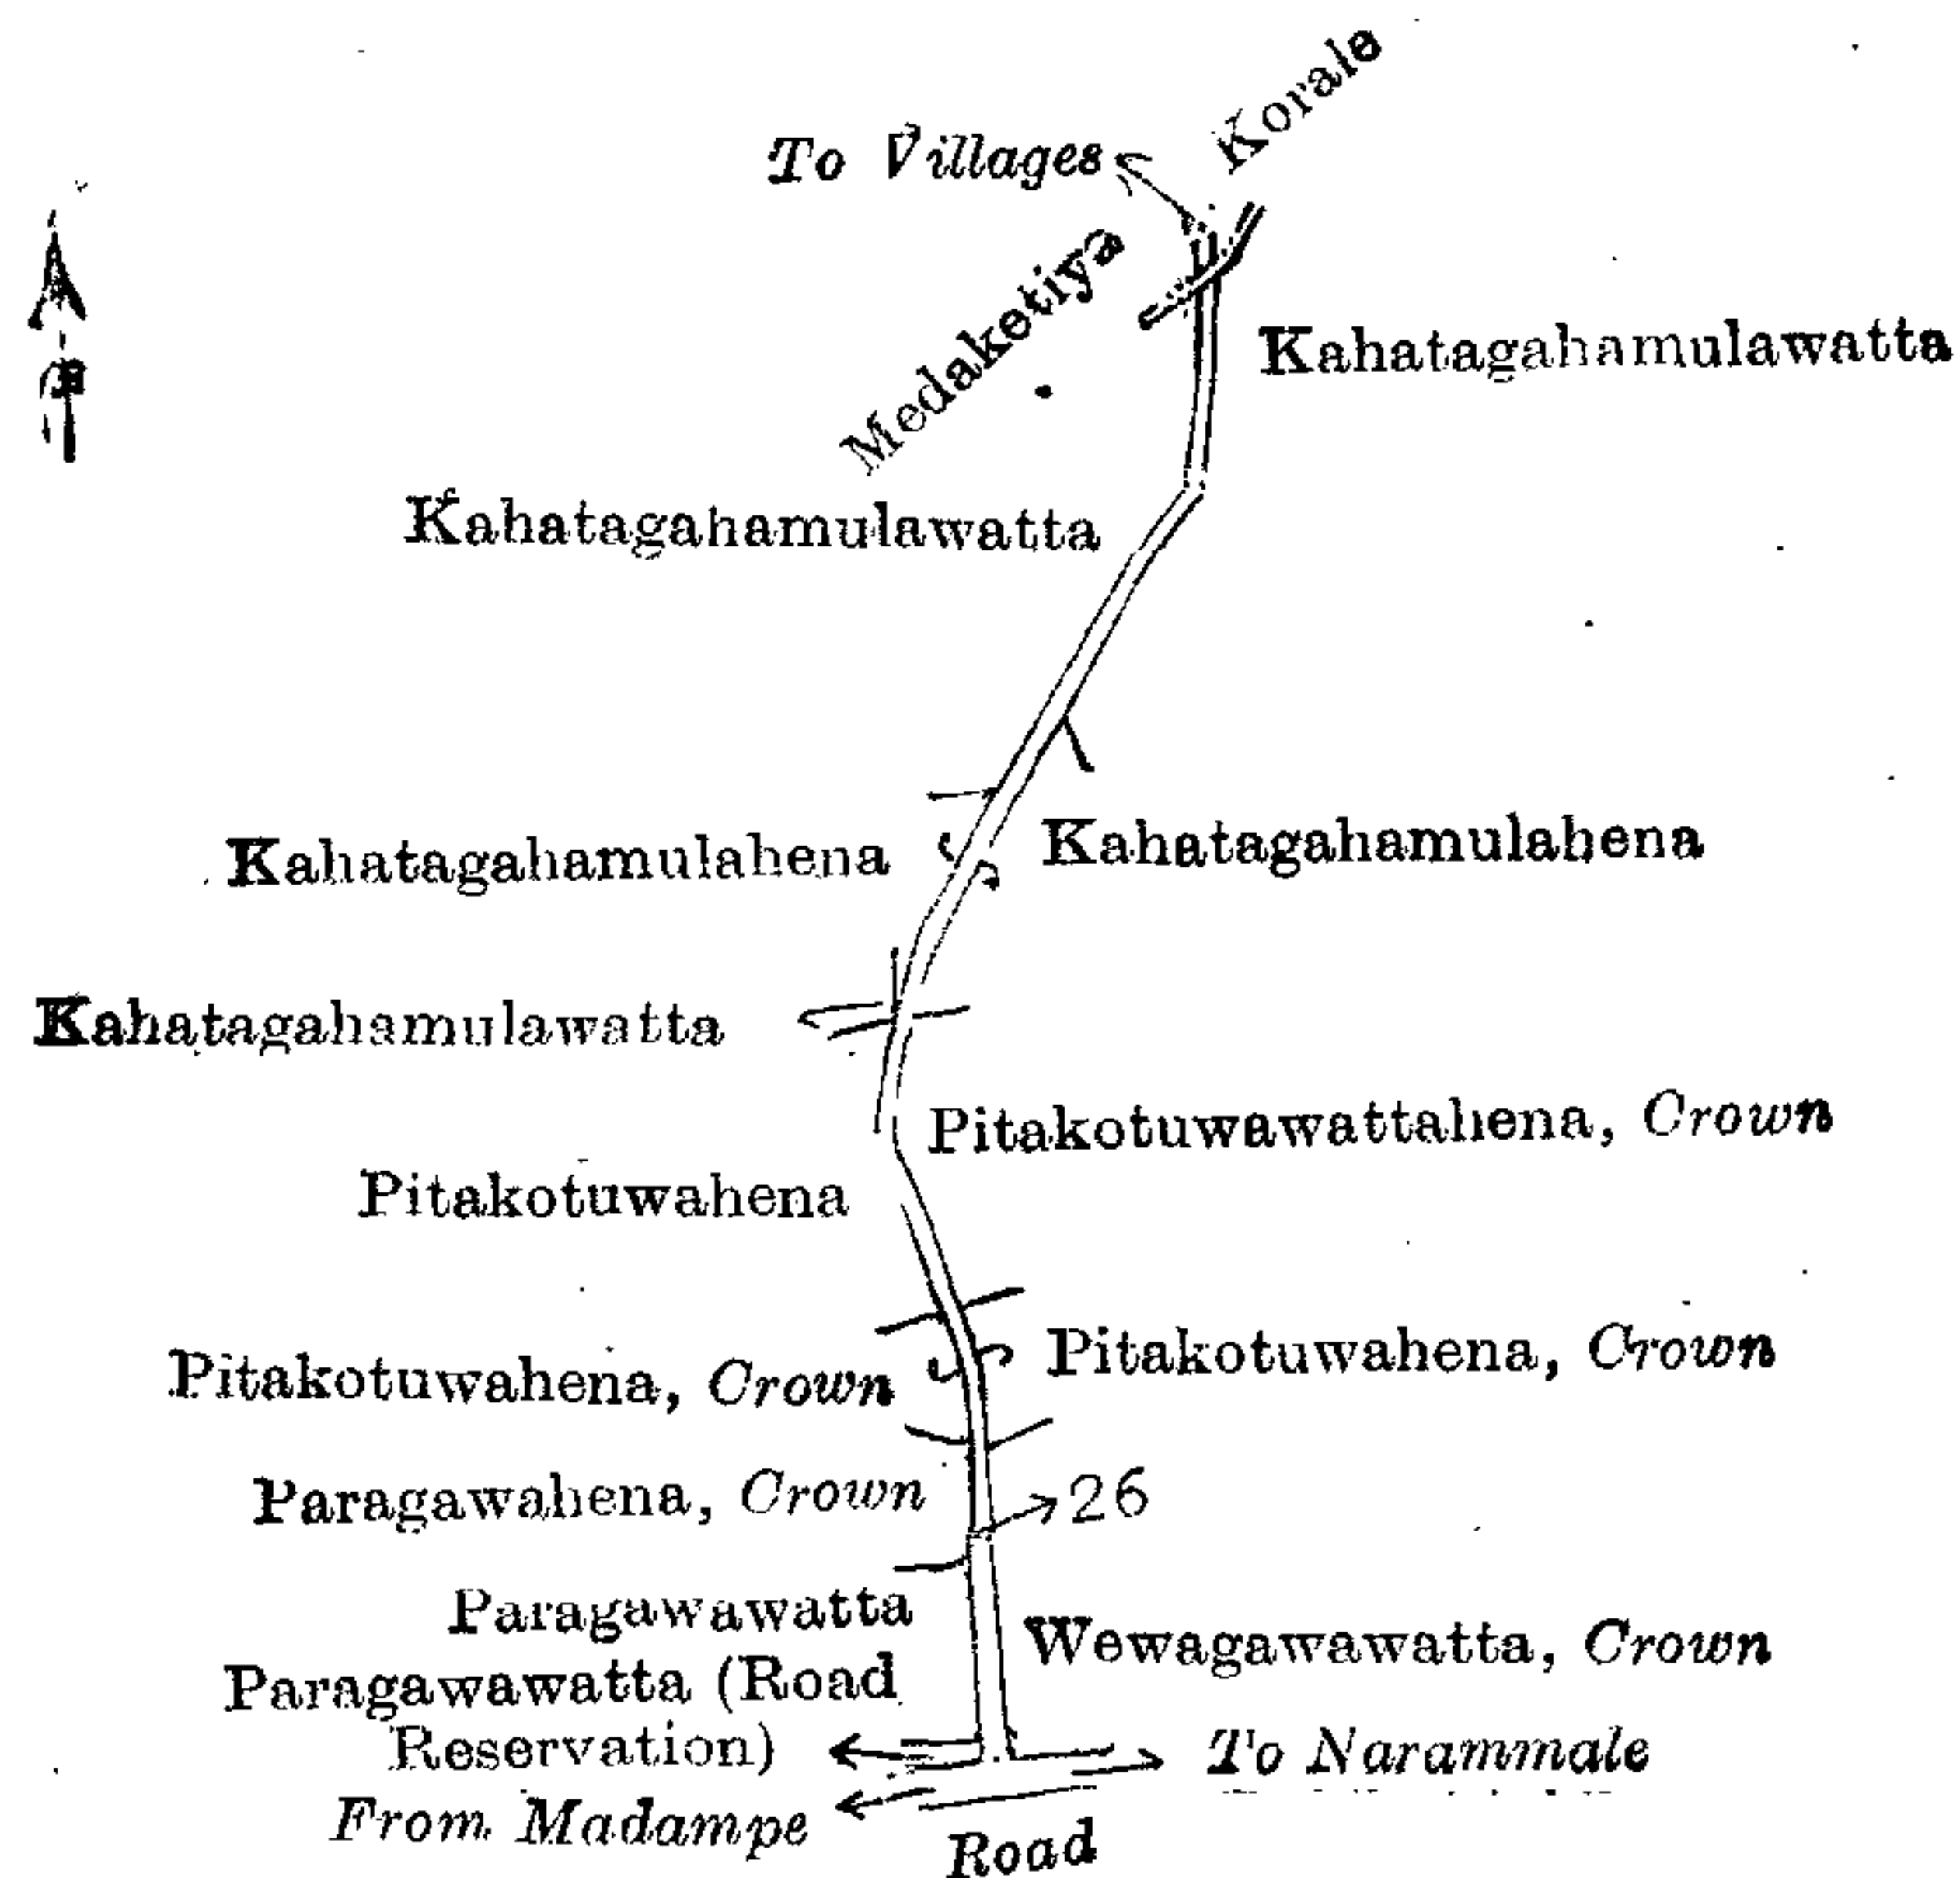 Korale
To Villages
Medaketiya
Kahatagahamulawatta
Kahatagahamulawatta
Kahatagahamulahena
Kahatagahamulahena
Kahatagahamulawatta
Pitakotuwawattahena, Crown
Pitakotuwahena
Pitakotuwahena, Crown
Pitakotuwahena, Crown
Paragawahena, Crown
26
Paragawawatta
Wewagawawatta, Crown
Paragawawatta (Road
Reservation)
To Narammale
From Madampe
Road